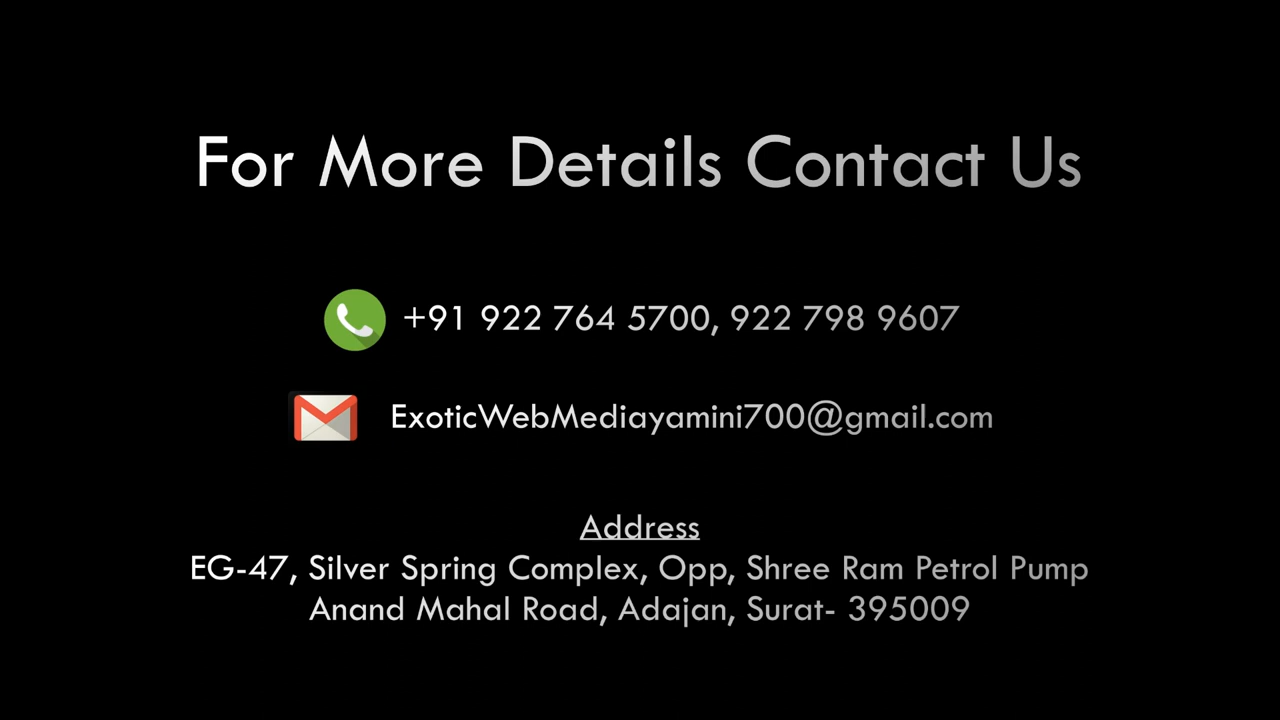 For More Details Contact Us
+91 922 764 5700, 922 798 9607
ExoticWebMediayamini700@gmail.com
Address
EG-47, Silver Spring Complex, Opp, Shree Ram Petrol Pump
Anand Mahal Road, Adajan, Surat- 395009